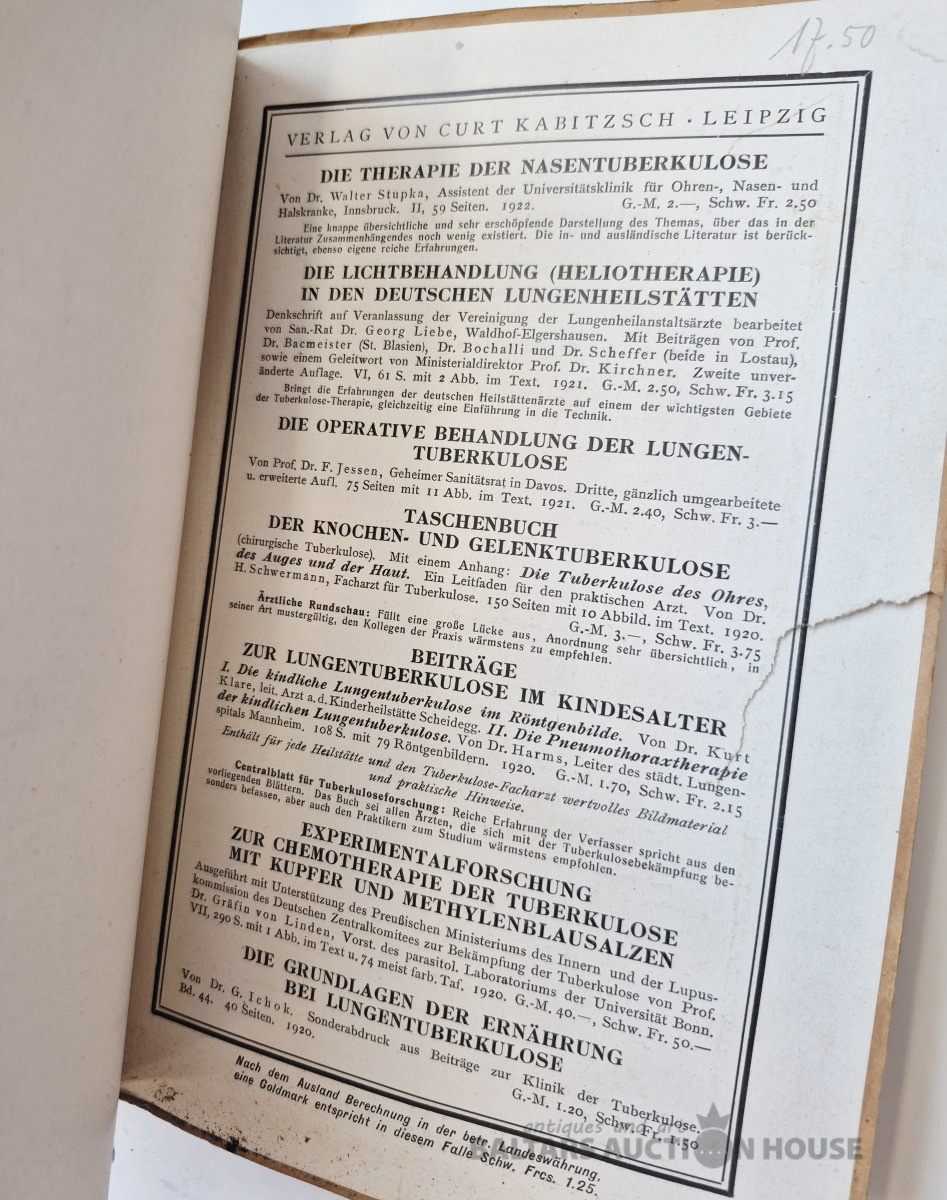 17.50
VERLAG VON CURT KABITZSCH · LEIPZIG
DIE THERAPIE DER NASENTUBERKULOSE
Von Dr. Walter Stupka, Assistent der Universitätsklinik für Ohren-, Nasen- und
Halskranke, Innsbruck. II, 59 Seiten. 1922. G.-M. 2.—, Schw. Fr. 2.50
Eine knappe übersichtliche und sehr erschöpfende Darstellung des Themas, über das in der
Literatur Zusammenhängendes noch wenig existiert. Die in- und ausländische Literatur ist berück-
sichtigt, ebenso eigene reiche Erfahrungen.
DIE LICHTBEHANDLUNG (HELIOTHERAPIE)
IN DEN DEUTSCHEN LUNGENHEILSTÄTTEN
Denkschrift auf Veranlassung der Vereinigung der Lungenheilanstaltsärzte bearbeitet
von San.-Rat Dr. Georg Liebe, Waldhof-Elgershausen. Mit Beiträgen von Prof.
Dr. Bacmeister (St. Blasien), Dr. Bochalli und Dr. Scheffer (beide in Lostau),
sowie einem Geleitwort von Ministerialdirektor Prof. Dr. Kirchner. Zweite unver-
änderte Auflage. VI, 61 S. mit 2 Abb. im Text. 1921. G.-M. 2.50, Schw. Fr. 3.15
Bringt die Erfahrungen der deutschen Heilstättenärzte auf einem der wichtigsten Gebiete
der Tuberkulose-Therapie, gleichzeitig eine Einführung in die Technik.
DIE OPERATIVE BEHANDLUNG DER LUNGEN-
TUBERKULOSE
Von Prof. Dr. F. Jessen, Geheimer Sanitätsrat in Davos. Dritte, gänzlich umgearbeitete
u. erweiterte Aufl. 75 Seiten mit 11 Abb. im Text. 1921. G.-M. 2.40, Schw. Fr. 3.—
TASCHENBUCH
DER KNOCHEN- UND GELENKTUBERKULOSE
(chirurgische Tuberkulose). Mit einem Anhang: Die Tuberkulose des Ohres,
des Auges und der Haut. Ein Leitfaden für den praktischen Arzt. Von Dr.
H. Schwermann, Facharzt für Tuberkulose. 150 Seiten mit 10 Abbild. im Text. 1920.
G.-M. 3.—, Schw. Fr. 3.75
Ärztliche Rundschau: Füllt eine große Lücke aus, Anordnung sehr übersichtlich, in
seiner Art mustergültig, den Kollegen der Praxis wärmstens zu empfehlen.
BEITRÄGE
ZUR LUNGENTUBERKULOSE IM KINDESALTER
I. Die kindliche Lungentuberkulose im Röntgenbilde. Von Dr. Kurt
Klare, leit. Arzt a. d. Kinderheilstätte Scheidegg. II. Die Pneumothoraxtherapie
der kindlichen Lungentuberkulose. Von Dr. Harms, Leiter des städt. Lungen-
spitals Mannheim. 108 S. mit 79 Röntgenbildern. 1920. G.-M. 1.70, Schw. Fr. 2.15
Enthält für jede Heilstätte und den Tuberkulose-Facharzt wertvolles Bildmaterial
und praktische Hinweise.
Centralblatt für Tuberkuloseforschung: Reiche Erfahrung der Verfasser spricht aus den
vorliegenden Blättern. Das Buch sei allen Ärzten, die sich mit der Tuberkulosebekämpfung be-
sonders befassen, aber auch den Praktikern zum Studium wärmstens empfohlen.
EXPERIMENTALFORSCHUNG
ZUR CHEMOTHERAPIE DER TUBERKULOSE
MIT KUPFER UND METHYLENBLAUSALZEN
Ausgeführt mit Unterstützung des Preußischen Ministeriums des Innern und der Lupus-
kommission des Deutschen Zentralkomitees zur Bekämpfung der Tuberkulose von Prof.
Dr. Gräfin von Linden, Vorst. des parasitol. Laboratoriums der Universität Bonn.
VII, 290 S. mit 1 Abb. im Text u. 74 meist farb. Taf. 1920. G.-M. 40.—, Schw. Fr. 50.—
DIE GRUNDLAGEN DER ERNÄHRUNG
BEI LUNGENTUBERKULOSE
Von Dr. G. Ichok. Sonderabdruck aus Beiträge zur Klinik der Tuberkulose.
Bd. 44. 40 Seiten. 1920. G.-M. 1.20, Schw. Fr. 1.50
Nach dem Ausland Berechnung in der betr. Landeswährung,
eine Goldmark entspricht in diesem Falle Schw. Frcs. 1.25.
antiques and art
BALTARS AUCTION HOUSE